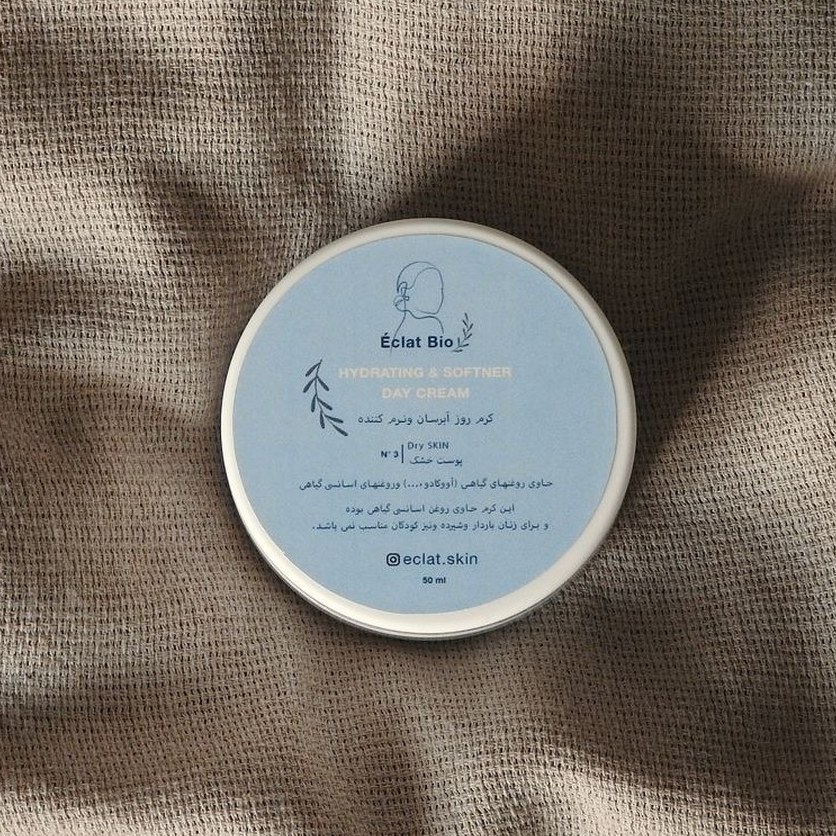 Éclat Bio
HYDRATING & SOFTNER
DAY CREAM
کرم روز آبرسان ونرم کننده
N° 3 | Dry SKIN
پوست خشک
حاوی روغنهای گیاهی (آووکادو،...) وروغنهای اسانسی گیاهی
این کرم حاوی روغن اسانسی گیاهی بوده
و برای زنان باردار وشیرده ونیز کودکان مناسب نمی باشد.
eclat.skin
50 ml